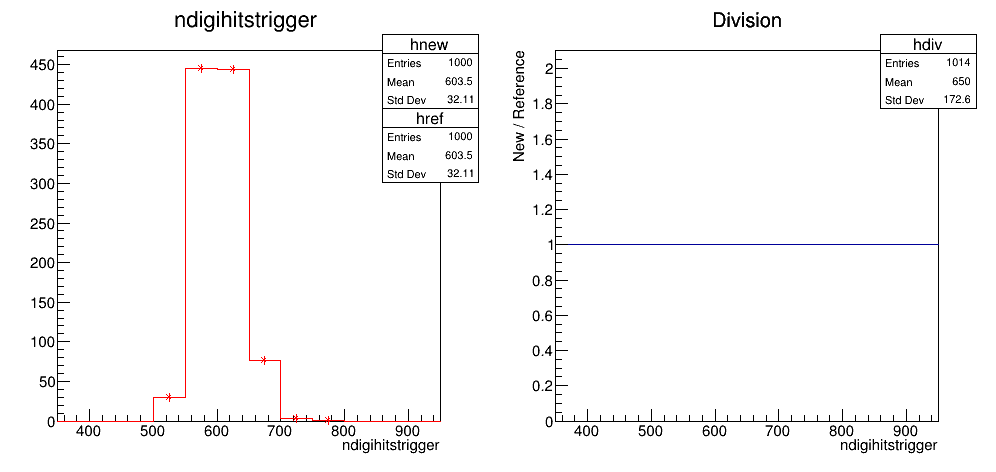 ndigihitstrigger
hnew
Entries 1000
Mean 603.5
Std Dev 32.11
href
Entries 1000
Mean 603.5
Std Dev 32.11
450
400
350
300
250
200
150
100
50
0
400 500 600 700 800 900
ndigihitstrigger
Division
hdiv
Entries 1014
Mean 650
Std Dev 172.6
New / Reference
2
1.8
1.6
1.4
1.2
1
0.8
0.6
0.4
0.2
0
400 500 600 700 800 900
ndigihitstrigger